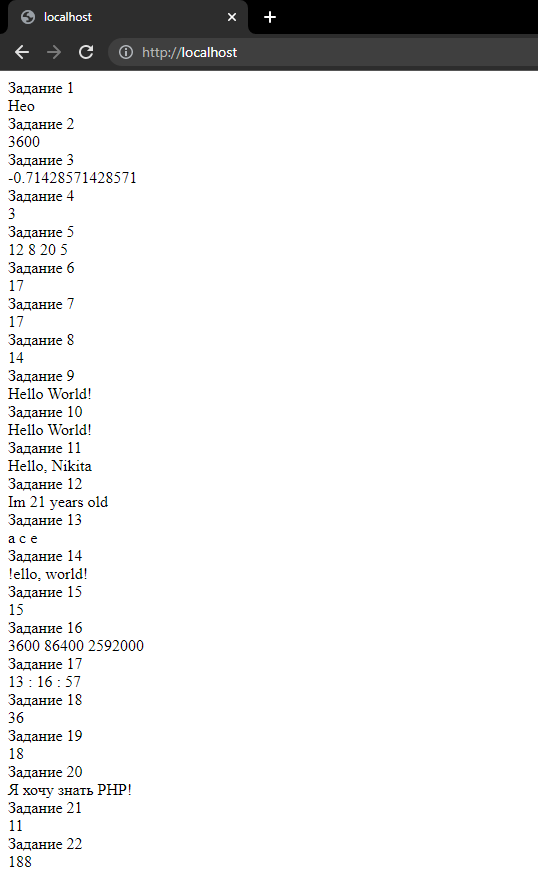 localhost
http://localhost
Задание 1
Нео
Задание 2
3600
Задание 3
-0.71428571428571
Задание 4
3
Задание 5
12 8 20 5
Задание 6
17
Задание 7
17
Задание 8
14
Задание 9
Hello World!
Задание 10
Hello World!
Задание 11
Hello, Nikita
Задание 12
Im 21 years old
Задание 13
a c e
Задание 14
!ello, world!
Задание 15
15
Задание 16
3600 86400 2592000
Задание 17
13 : 16 : 57
Задание 18
36
Задание 19
18
Задание 20
Я хочу знать PHP!
Задание 21
11
Задание 22
188